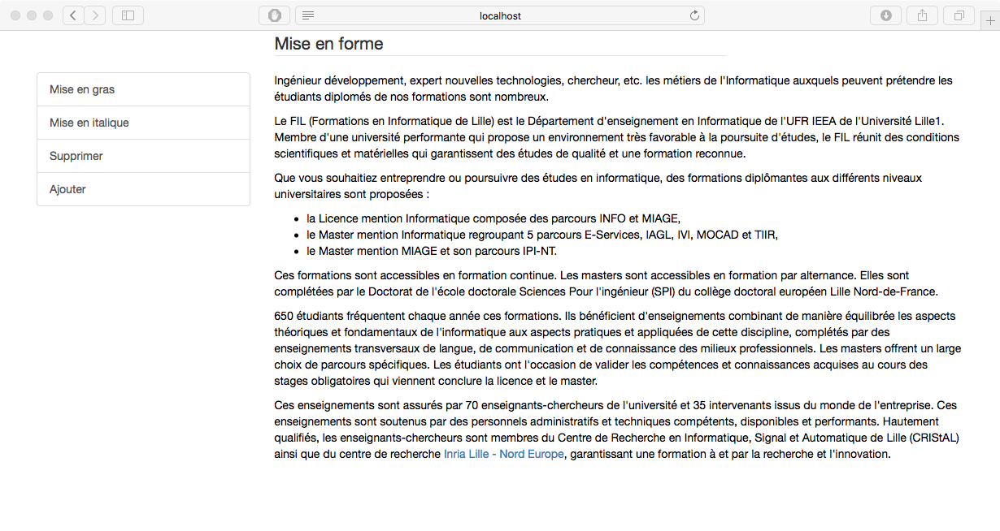 localhost
Mise en forme
Mise en gras
Mise en italique
Supprimer
Ajouter
Ingénieur développement, expert nouvelles technologies, chercheur, etc. les métiers de l'Informatique auxquels peuvent prétendre les
étudiants diplomés de nos formations sont nombreux.
Le FIL (Formations en Informatique de Lille) est le Département d'enseignement en Informatique de l'UFR IEEA de l'Université Lille1.
Membre d'une université performante qui propose un environnement très favorable à la poursuite d'études, le FIL réunit des conditions
scientifiques et matérielles qui garantissent des études de qualité et une formation reconnue.
Que vous souhaitiez entreprendre ou poursuivre des études en informatique, des formations diplômantes aux différents niveaux
universitaires sont proposées :
• la Licence mention Informatique composée des parcours INFO et MIAGE,
• le Master mention Informatique regroupant 5 parcours E-Services, IAGL, IVI, MOCAD et TIIR,
• le Master mention MIAGE et son parcours IPI-NT.
Ces formations sont accessibles en formation continue. Les masters sont accessibles en formation par alternance. Elles sont
complétées par le Doctorat de l'école doctorale Sciences Pour l'ingénieur (SPI) du collège doctoral européen Lille Nord-de-France.
650 étudiants fréquentent chaque année ces formations. Ils bénéficient d'enseignements combinant de manière équilibrée les aspects
théoriques et fondamentaux de l'informatique aux aspects pratiques et appliquées de cette discipline, complétés par des
enseignements transversaux de langue, de communication et de connaissance des milieux professionnels. Les masters offrent un large
choix de parcours spécifiques. Les étudiants ont l'occasion de valider les compétences et connaissances acquises au cours des
stages obligatoires qui viennent conclure la licence et le master.
Ces enseignements sont assurés par 70 enseignants-chercheurs de l'université et 35 intervenants issus du monde de l'entreprise. Ces
enseignements sont soutenus par des personnels administratifs et techniques compétents, disponibles et performants. Hautement
qualifiés, les enseignants-chercheurs sont membres du Centre de Recherche en Informatique, Signal et Automatique de Lille (CRIStAL)
ainsi que du centre de recherche Inria Lille - Nord Europe, garantissant une formation à et par la recherche et l'innovation.